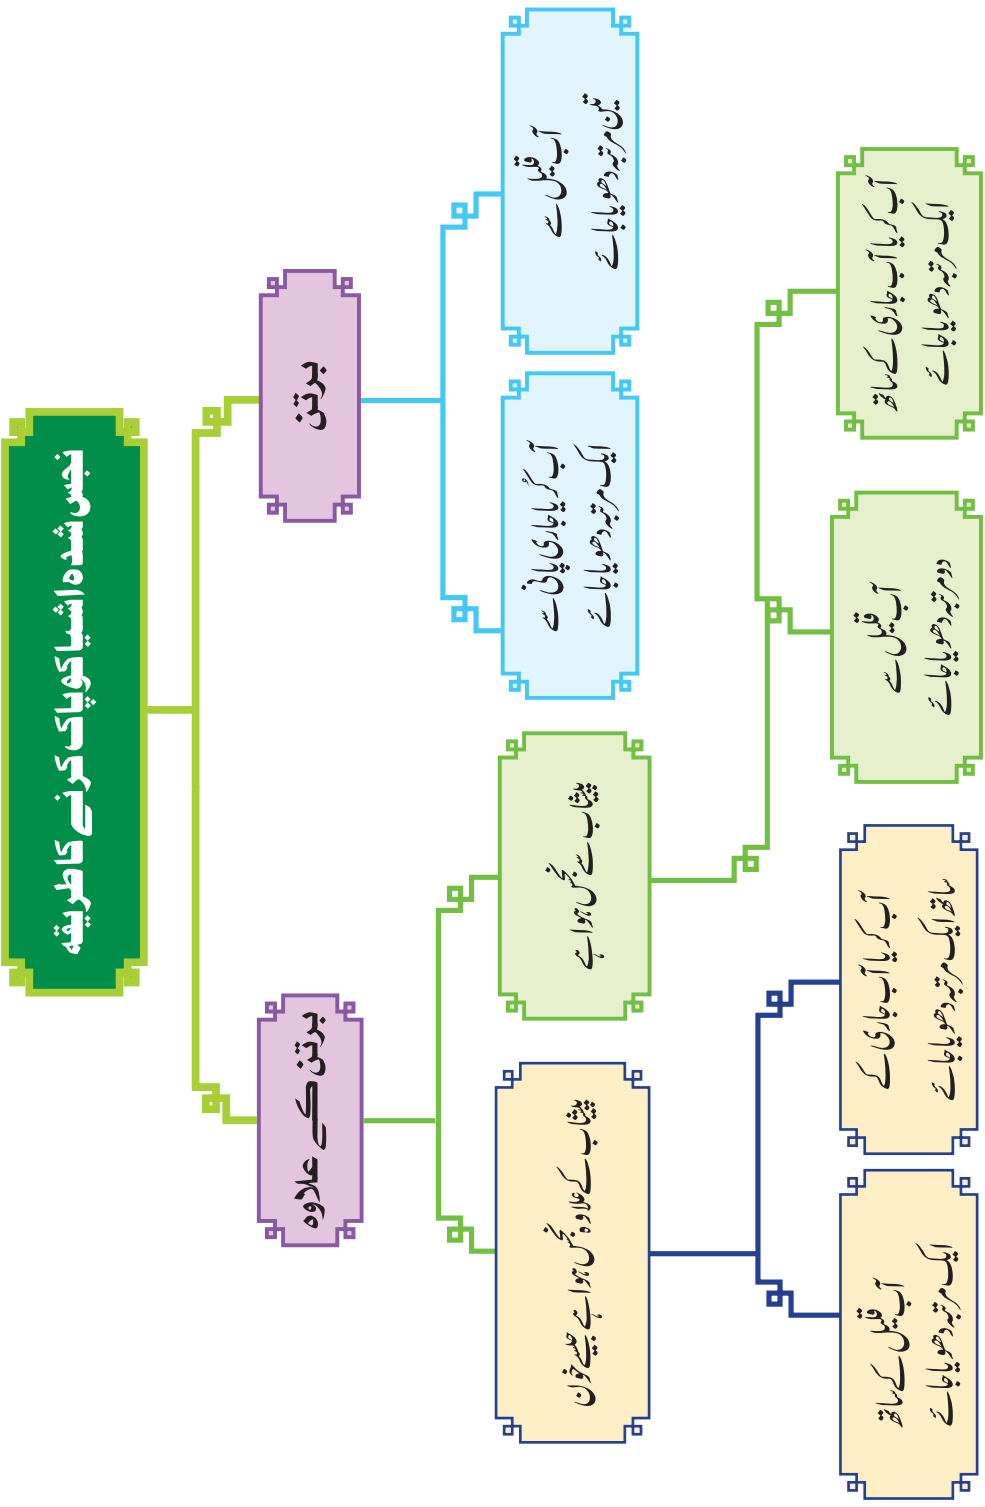 نجس شدہ اشیا کو پاک کرنے کا طریقہ
برتن
برتن کے علاوہ
آب قلیل سے
تین مرتبہ دھویا جائے
آب کُر یا جاری پانی سے
ایک مرتبہ دھویا جائے
پیشاب سے نجس ہوا ہے
پیشاب کے علاوہ نجس ہوا ہے جیسے خون
آب کر یا آب جاری کے ساتھ
ایک مرتبہ دھویا جائے
آب قلیل سے
دو مرتبہ دھویا جائے
آب کر یا آب جاری کے
ساتھ ایک مرتبہ دھویا جائے
آب قلیل کے ساتھ
ایک مرتبہ دھویا جائے